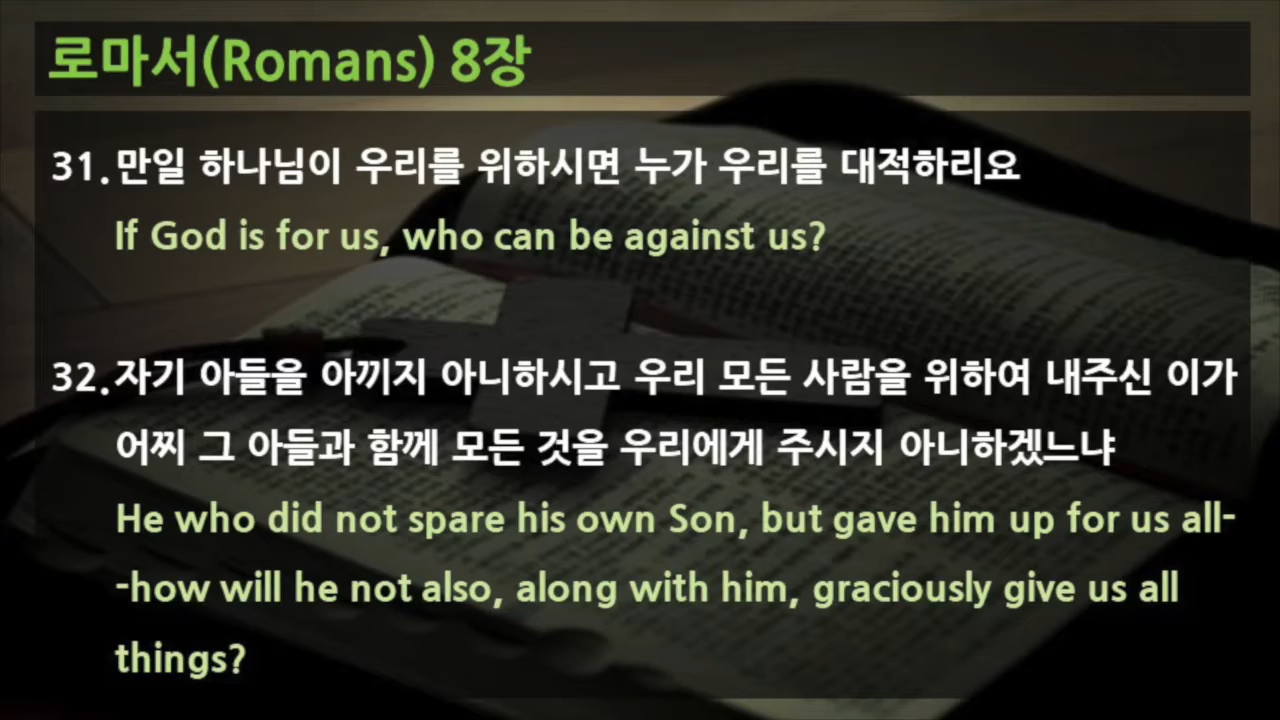 로마서(Romans) 8장
31.만일 하나님이 우리를 위하시면 누가 우리를 대적하리요
If God is for us, who can be against us?
32.자기 아들을 아끼지 아니하시고 우리 모든 사람을 위하여 내주신 이가
어찌 그 아들과 함께 모든 것을 우리에게 주시지 아니하겠느냐
He who did not spare his own Son, but gave him up for us all-
-how will he not also, along with him, graciously give us all
things?